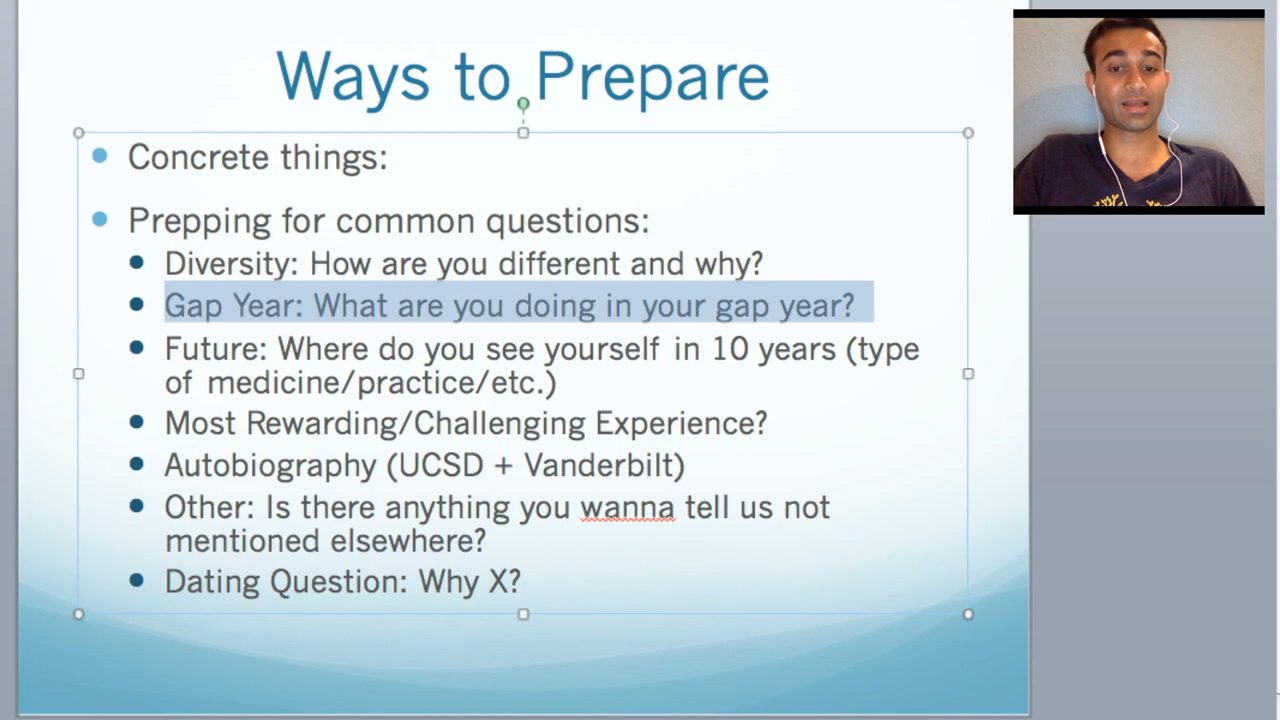 Ways to Prepare
Concrete things:
Prepping for common questions:
Diversity: How are you different and why?
Gap Year: What are you doing in your gap year?
Future: Where do you see yourself in 10 years (type
of medicine/practice/etc.)
Most Rewarding/Challenging Experience?
Autobiography (UCSD + Vanderbilt)
Other: Is there anything you wanna tell us not
mentioned elsewhere?
Dating Question: Why X?